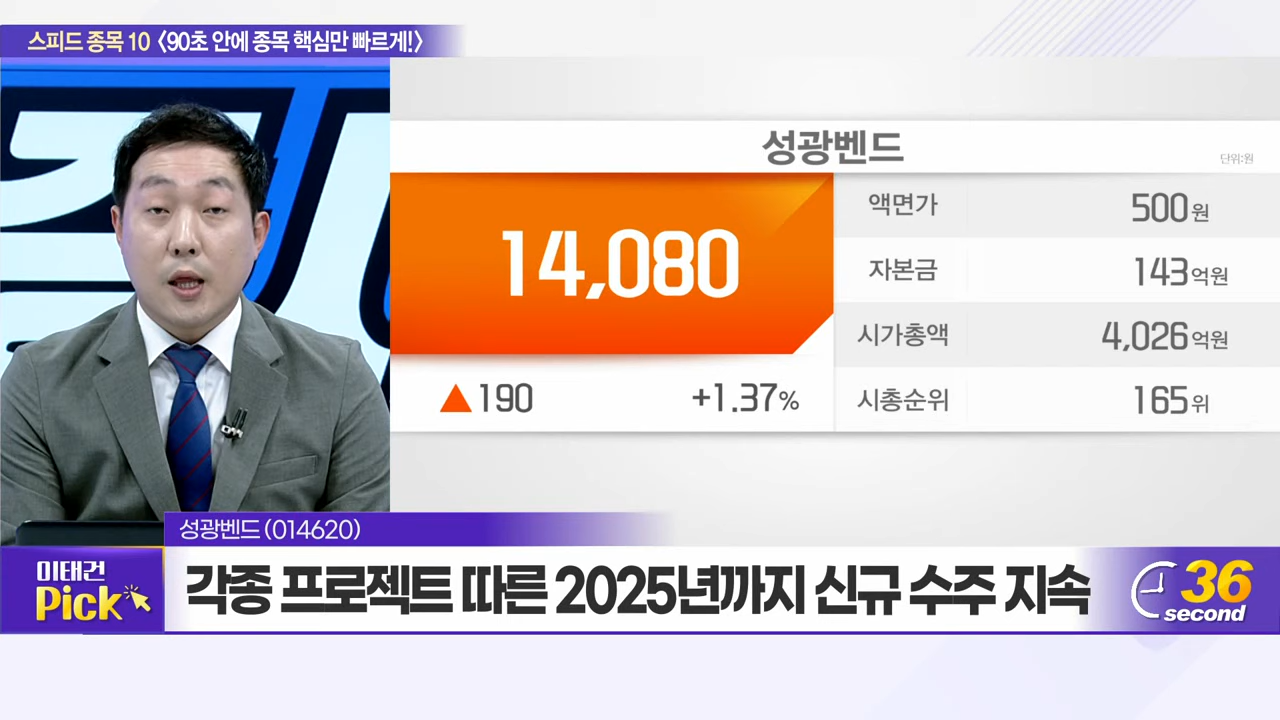 스피드 종목 10 〈90초 안에 종목 핵심만 빠르게!〉
성광벤드
단위:원
14,080
▲190 +1.37%
액면가 500원
자본금 143억원
시가총액 4,026억원
시총순위 165위
성광벤드 (014620)
미태건
Pick
각종 프로젝트 따른 2025년까지 신규 수주 지속
36
second